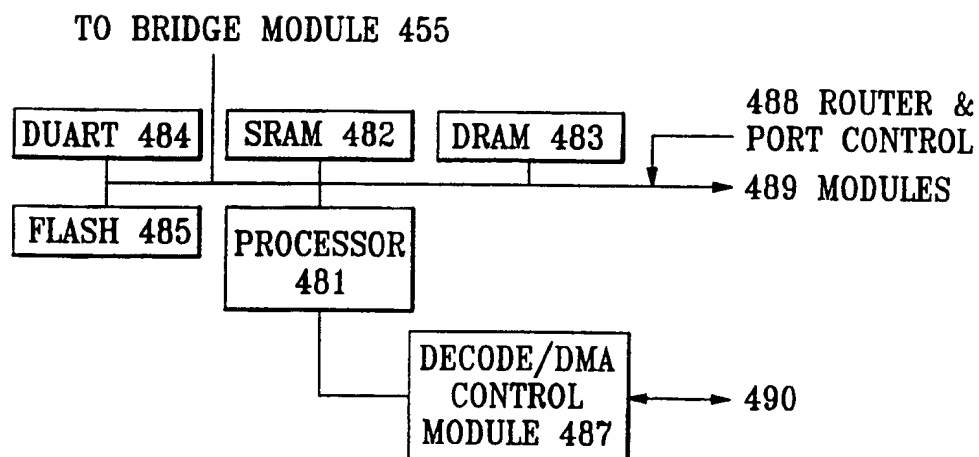 TO BRIDGE MODULE 455
DUART 484
SRAM 482
DRAM 483
488 ROUTER &
PORT CONTROL
489 MODULES
FLASH 485
PROCESSOR
481
DECODE/DMA
CONTROL
MODULE 487
490